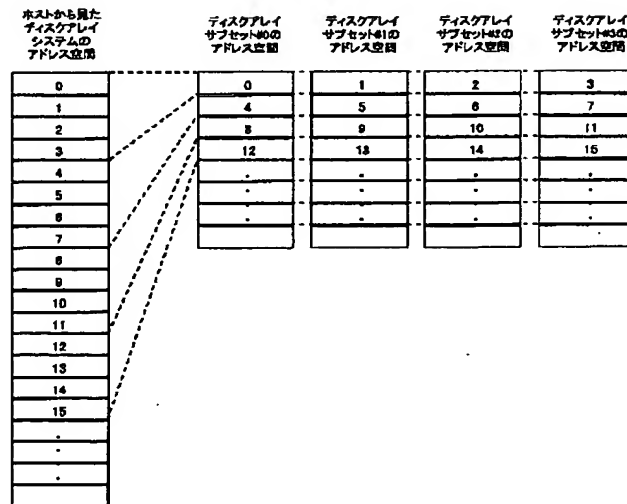 ホストから見た
ディスクアレイ
システムの
アドレス空間
ディスクアレイ
サブセット#0の
アドレス空間
ディスクアレイ
サブセット#1の
アドレス空間
ディスクアレイ
サブセット#2の
アドレス空間
ディスクアレイ
サブセット#3の
アドレス空間
0
1
2
3
4
5
6
7
8
9
10
11
12
13
14
15
0 1 2 3
4 5 6 7
8 9 10 11
12 13 14 15